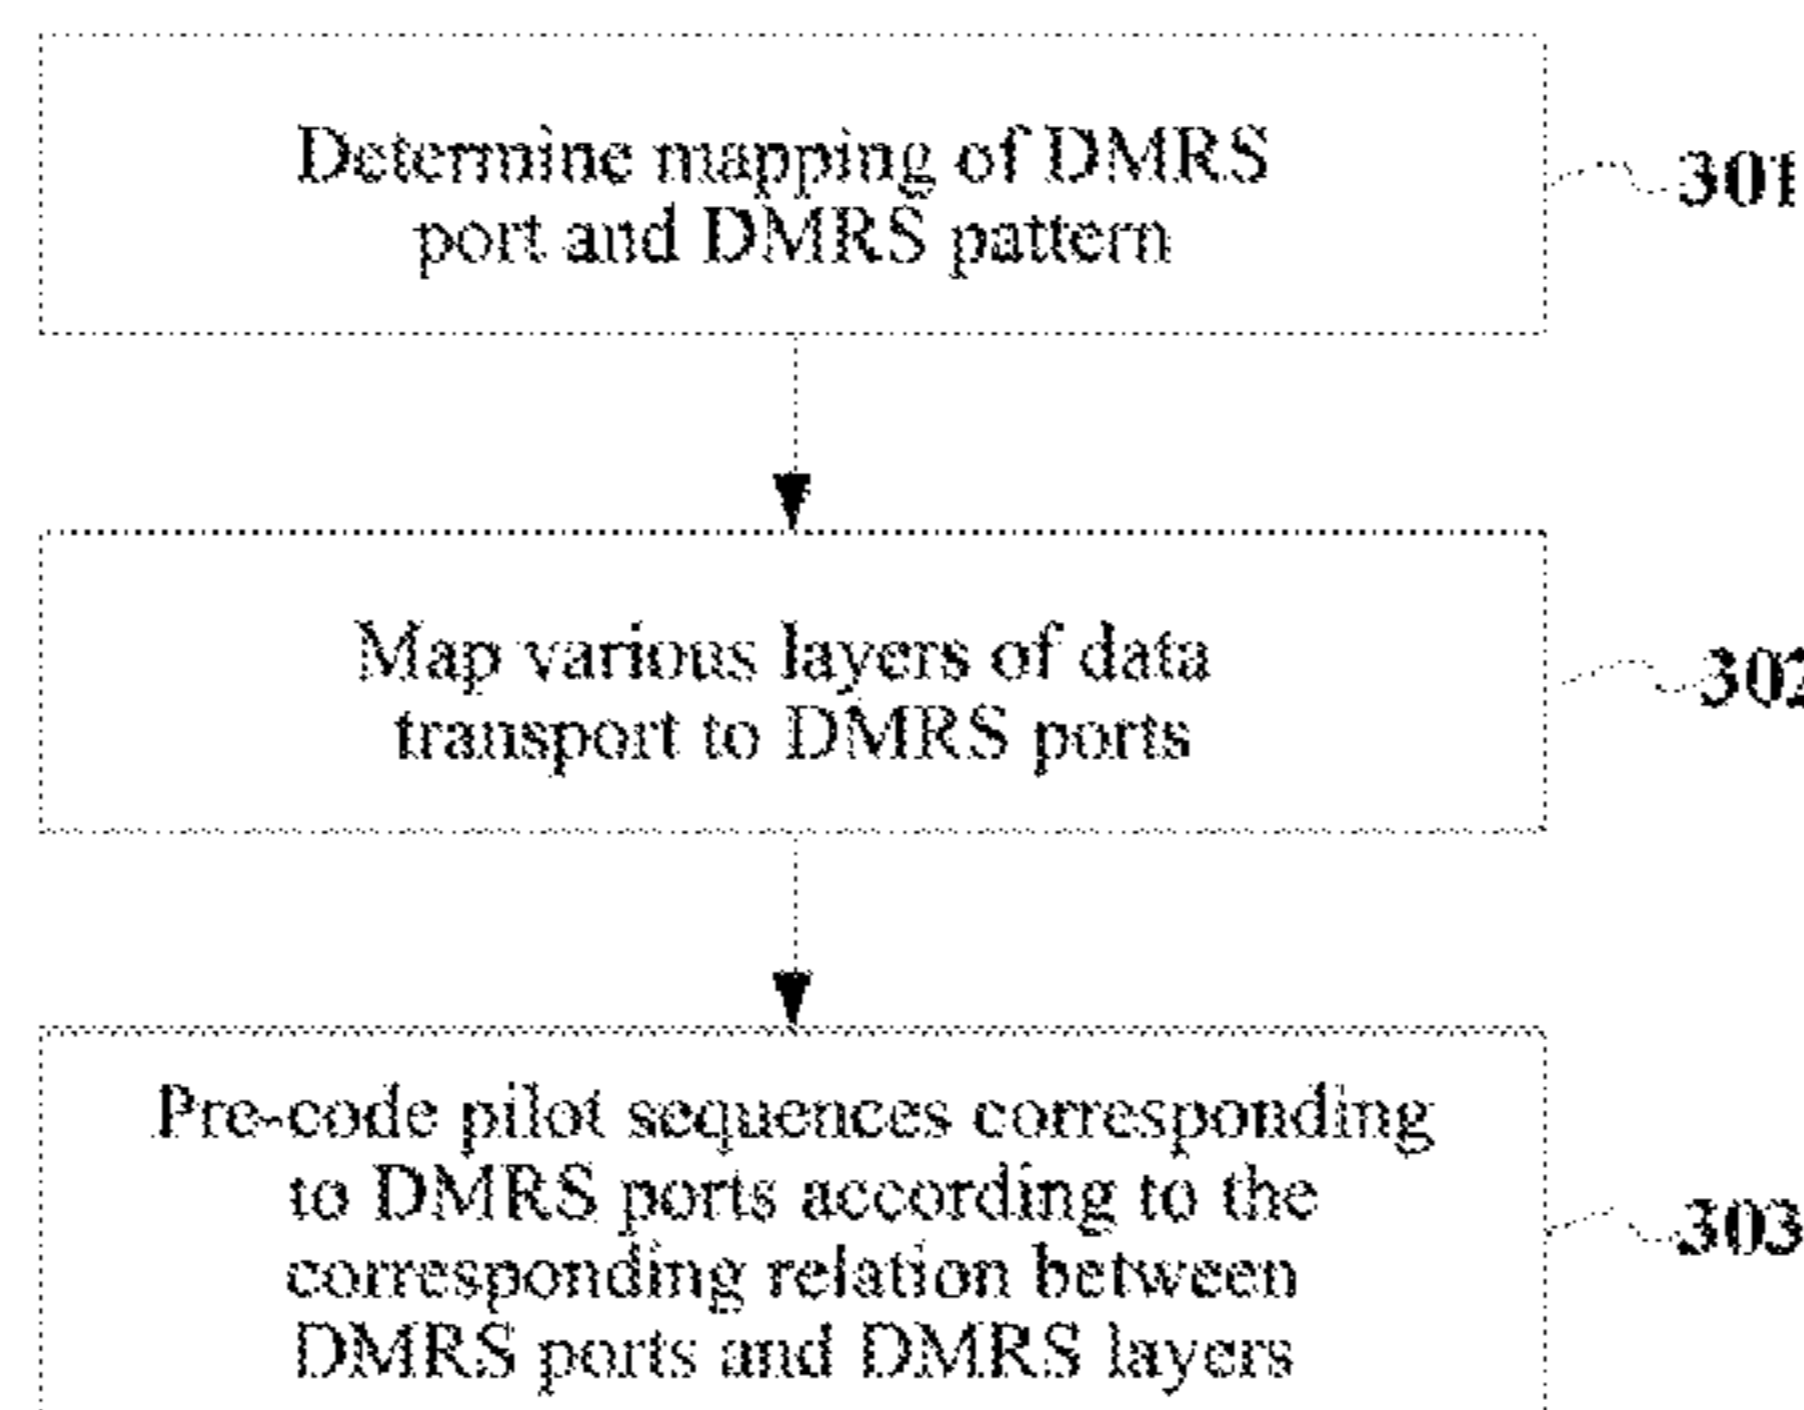 Determine mapping of DMRS
port and DMRS pattern
301
Map various layers of data
transport to DMRS ports
302
Pre-code pilot sequences corresponding
to DMRS ports according to the
corresponding relation between
DMRS ports and DMRS layers
303